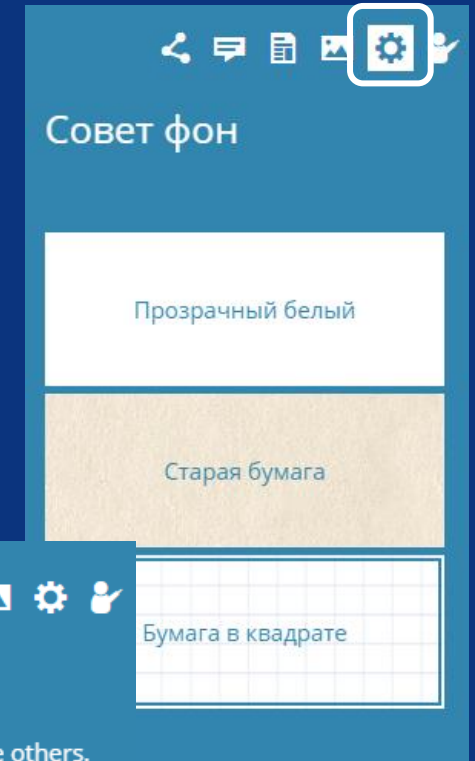 Совет фон
Прозрачный белый
Старая бумага
Бумага в квадрате
others.